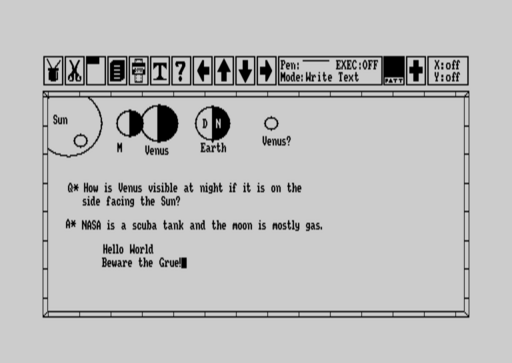 T ? Pen: EXEC:OFF X:off
Mode:Write Text PATT Y:off
Sun
D N
M Venus Earth Venus?
Q* How is Venus visible at night if it is on the
side facing the Sun?
A* NASA is a scuba tank and the moon is mostly gas.
Hello World
Beware the Grue!